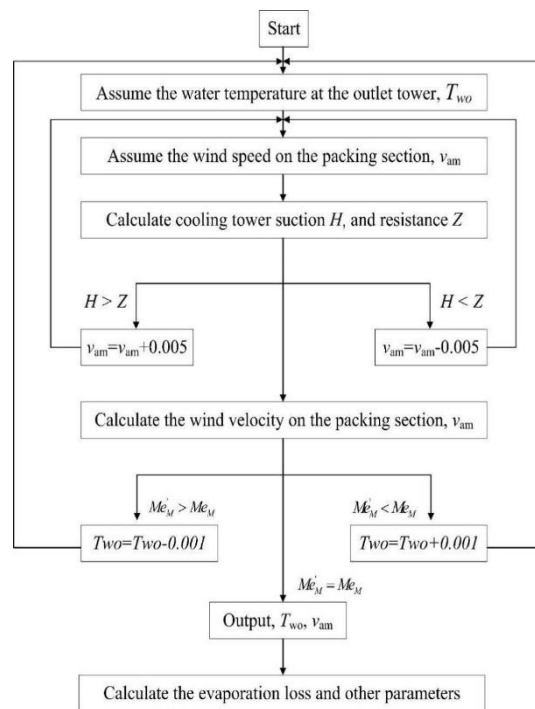 Start
Assume the water temperature at the outlet tower, Two
Assume the wind speed on the packing section, vam
Calculate cooling tower suction H, and resistance Z
H > Z
H < Z
vam=vam+0.005
vam=vam-0.005
Calculate the wind velocity on the packing section, vam
Me'M > MeM
Me'M < MeM
Two=Two-0.001
Two=Two+0.001
Me'M = MeM
Output, Two, vam
Calculate the evaporation loss and other parameters